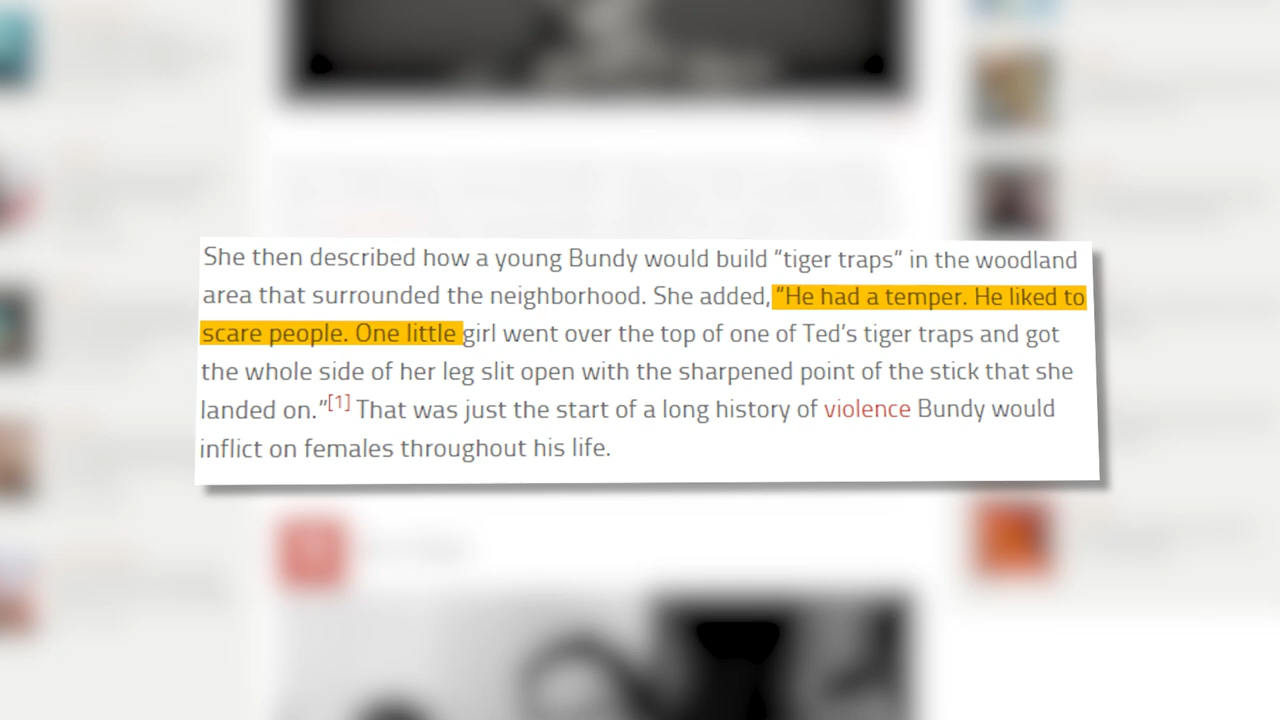 She then described how a young Bundy would build “tiger traps” in the woodland
area that surrounded the neighborhood. She added, “He had a temper. He liked to
scare people. One little girl went over the top of one of Ted’s tiger traps and got
the whole side of her leg slit open with the sharpened point of the stick that she
landed on.”[1] That was just the start of a long history of violence Bundy would
inflict on females throughout his life.